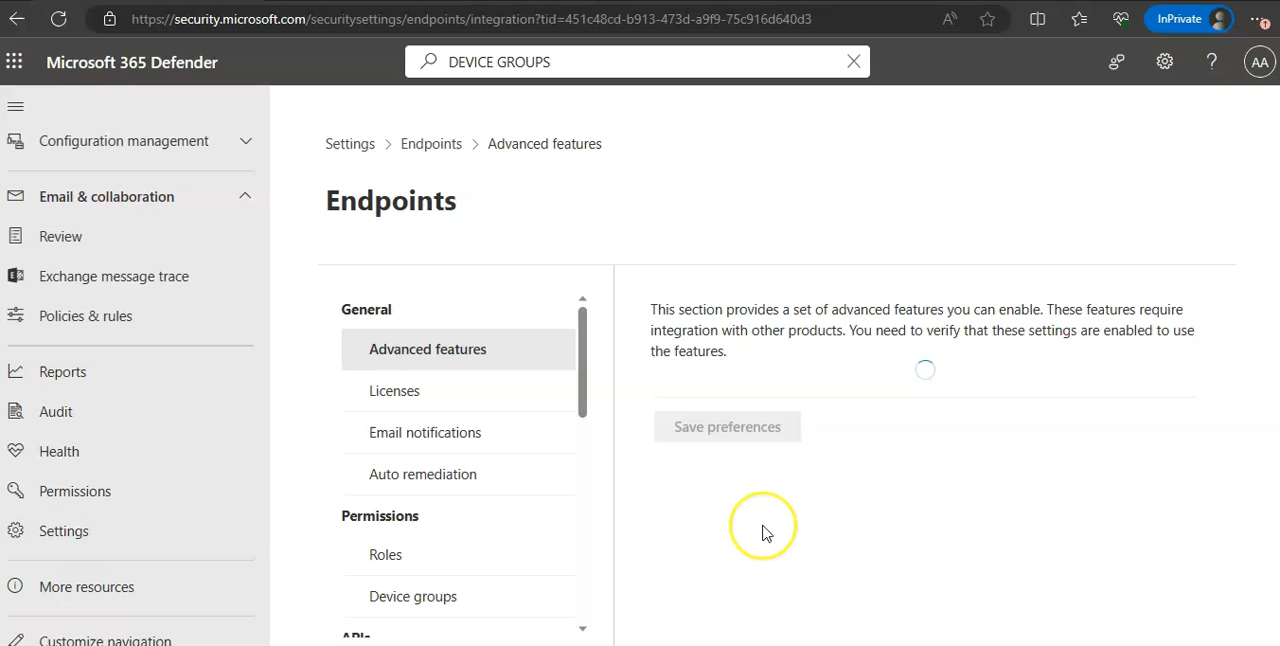 https://security.microsoft.com/securitysettings/endpoints/integration?tid=451c48cd-b913-473d-a9f9-75c916d640d3
A
InPrivate
Microsoft 365 Defender
DEVICE GROUPS
?
AA
Configuration management
Email & collaboration
Review
Exchange message trace
Policies & rules
Reports
Audit
Health
Permissions
Settings
More resources
Customize navigation
Settings > Endpoints > Advanced features
Endpoints
General
Advanced features
Licenses
Email notifications
Auto remediation
Permissions
Roles
Device groups
APIs
This section provides a set of advanced features you can enable. These features require
integration with other products. You need to verify that these settings are enabled to use
the features.
Save preferences